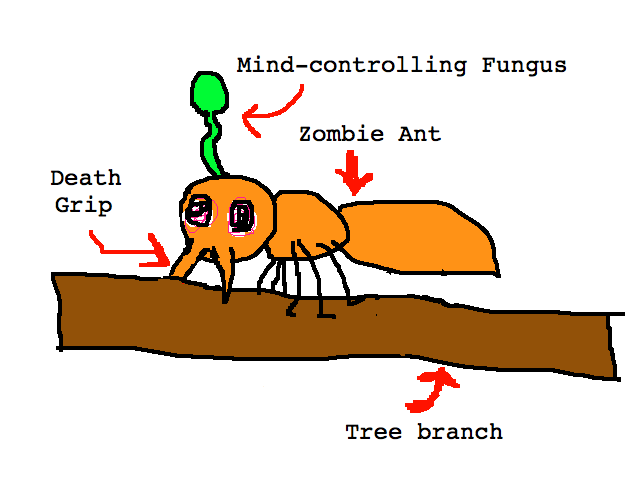 Mind-controlling Fungus
Zombie Ant
Death
Grip
Tree branch